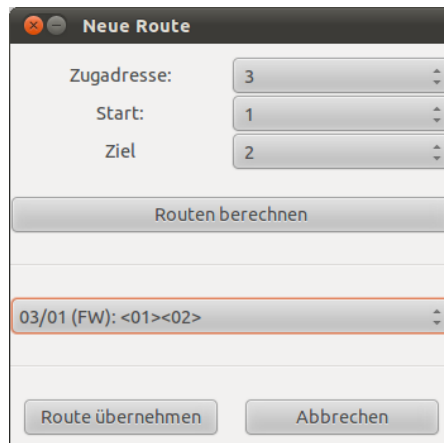 Neue Route
Zugadresse: 3
Start: 1
Ziel 2
Routen berechnen
03/01 (FW): <01><02>
Route übernehmen Abbrechen